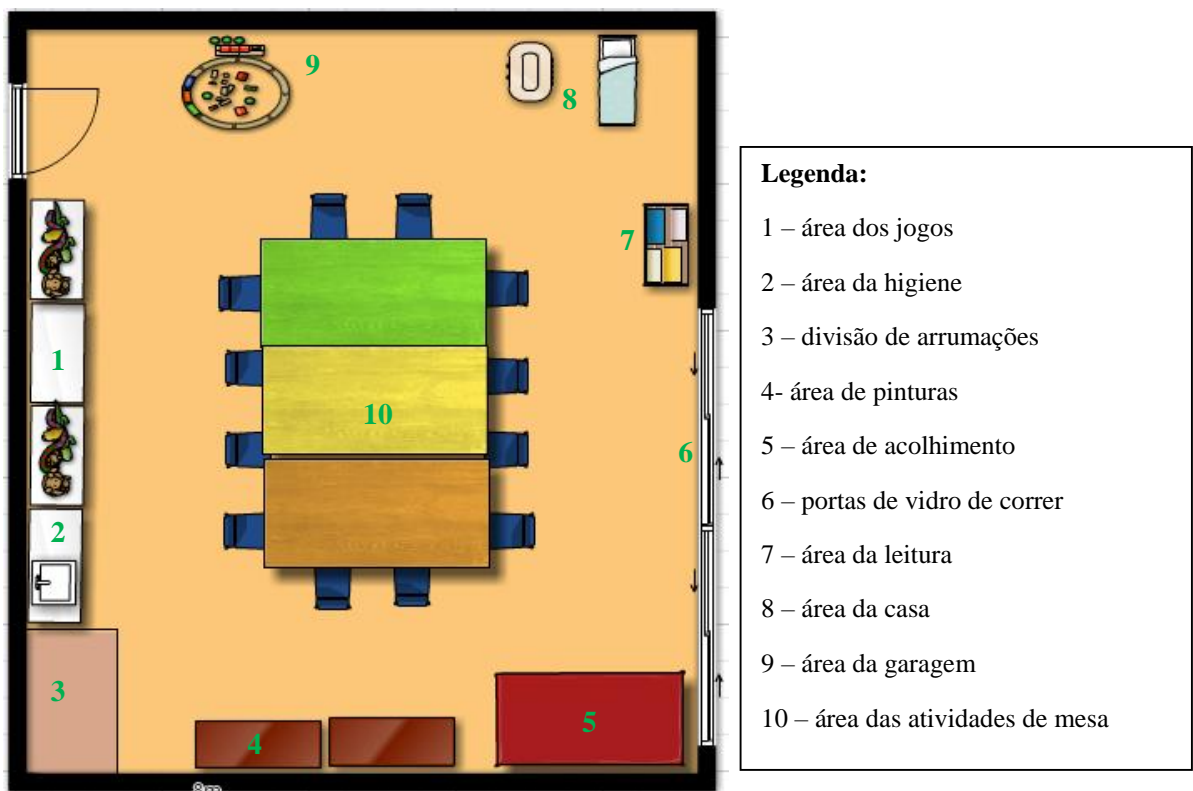 9
8
7
1
10
6
2
3
4
5
Legenda:
1 – área dos jogos
2 – área da higiene
3 – divisão de arrumações
4- área de pinturas
5 – área de acolhimento
6 – portas de vidro de correr
7 – área da leitura
8 – área da casa
9 – área da garagem
10 – área das atividades de mesa